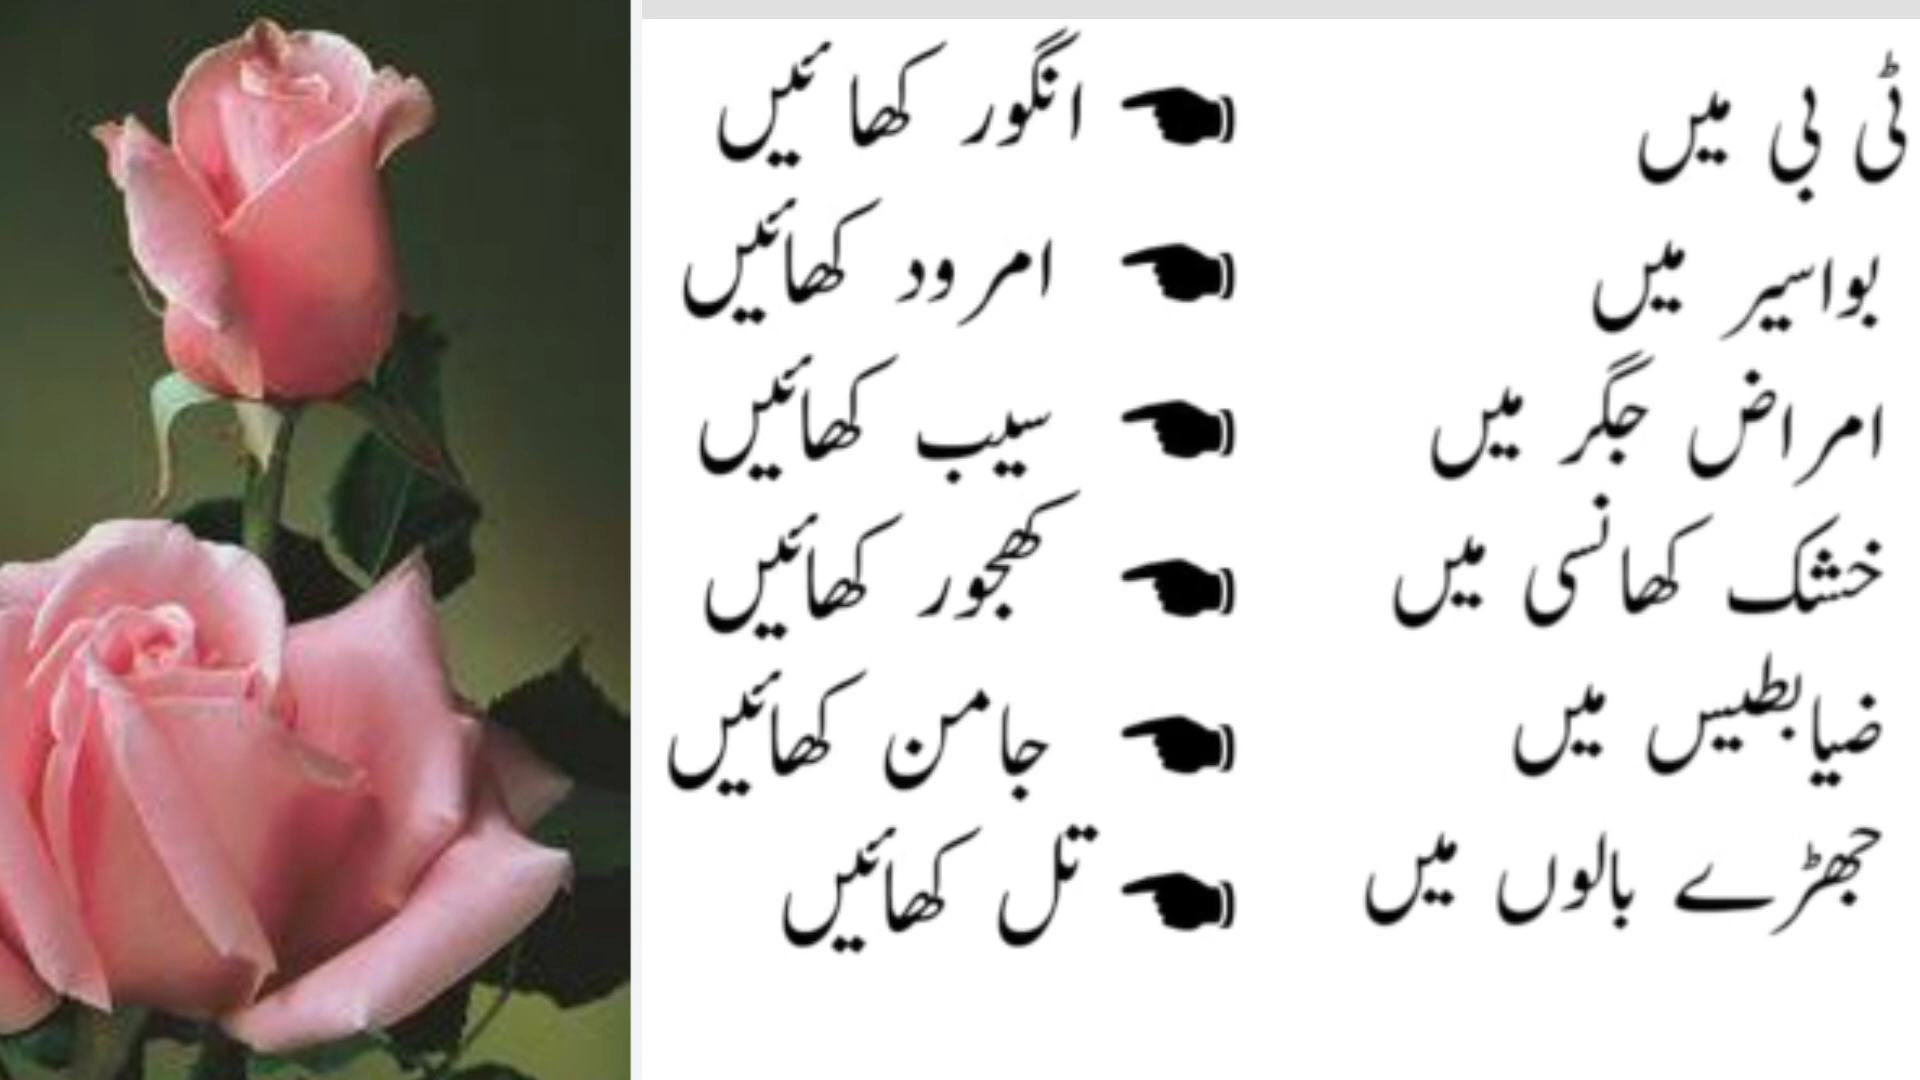 ٹی بی میں 👈 انگور کھائیں
بواسیر میں 👈 امرود کھائیں
امراض جگر میں 👈 سیب کھائیں
خشک کھانسی میں 👈 کھجور کھائیں
ضیابطیس میں 👈 جامن کھائیں
جھڑے بالوں میں 👈 تل کھائیں